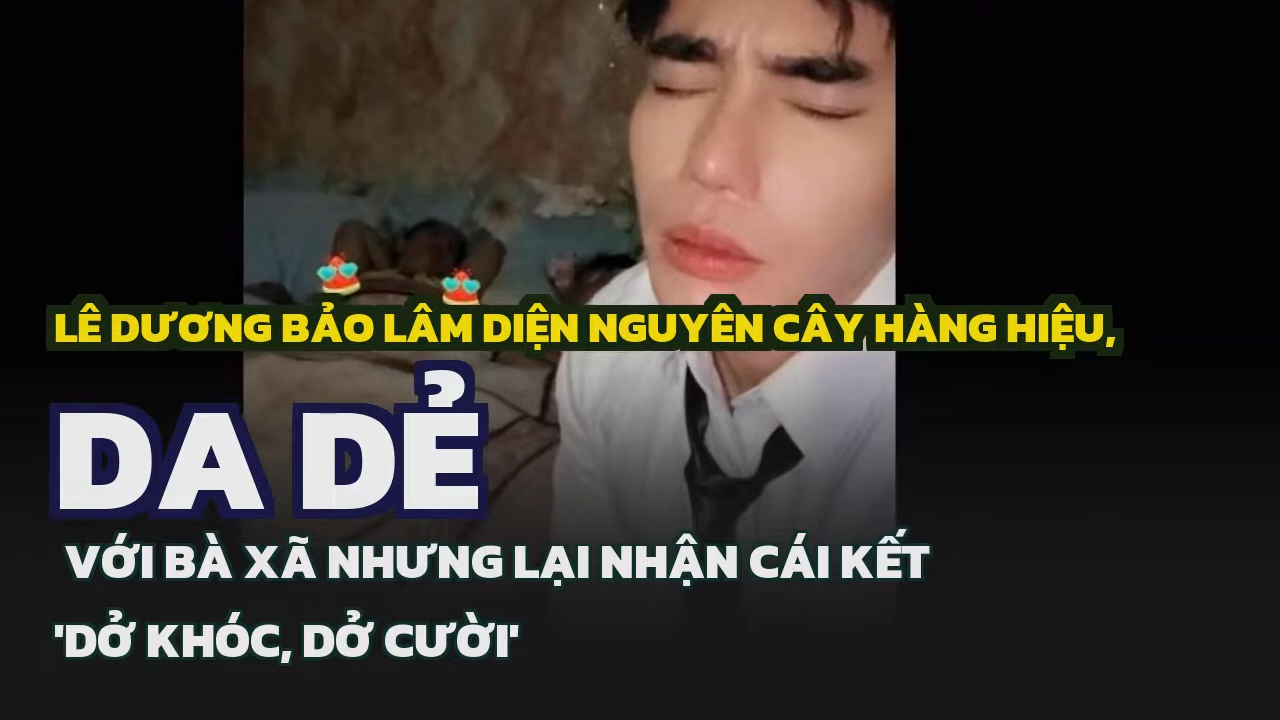 LÊ DƯƠNG BẢO LÂM DIỆN NGUYÊN CÂY HÀNG HIỆU,
DA DẺ
VỚI BÀ XÃ NHƯNG LẠI NHẬN CÁI KẾT
'DỞ KHÓC, DỞ CƯỜI'